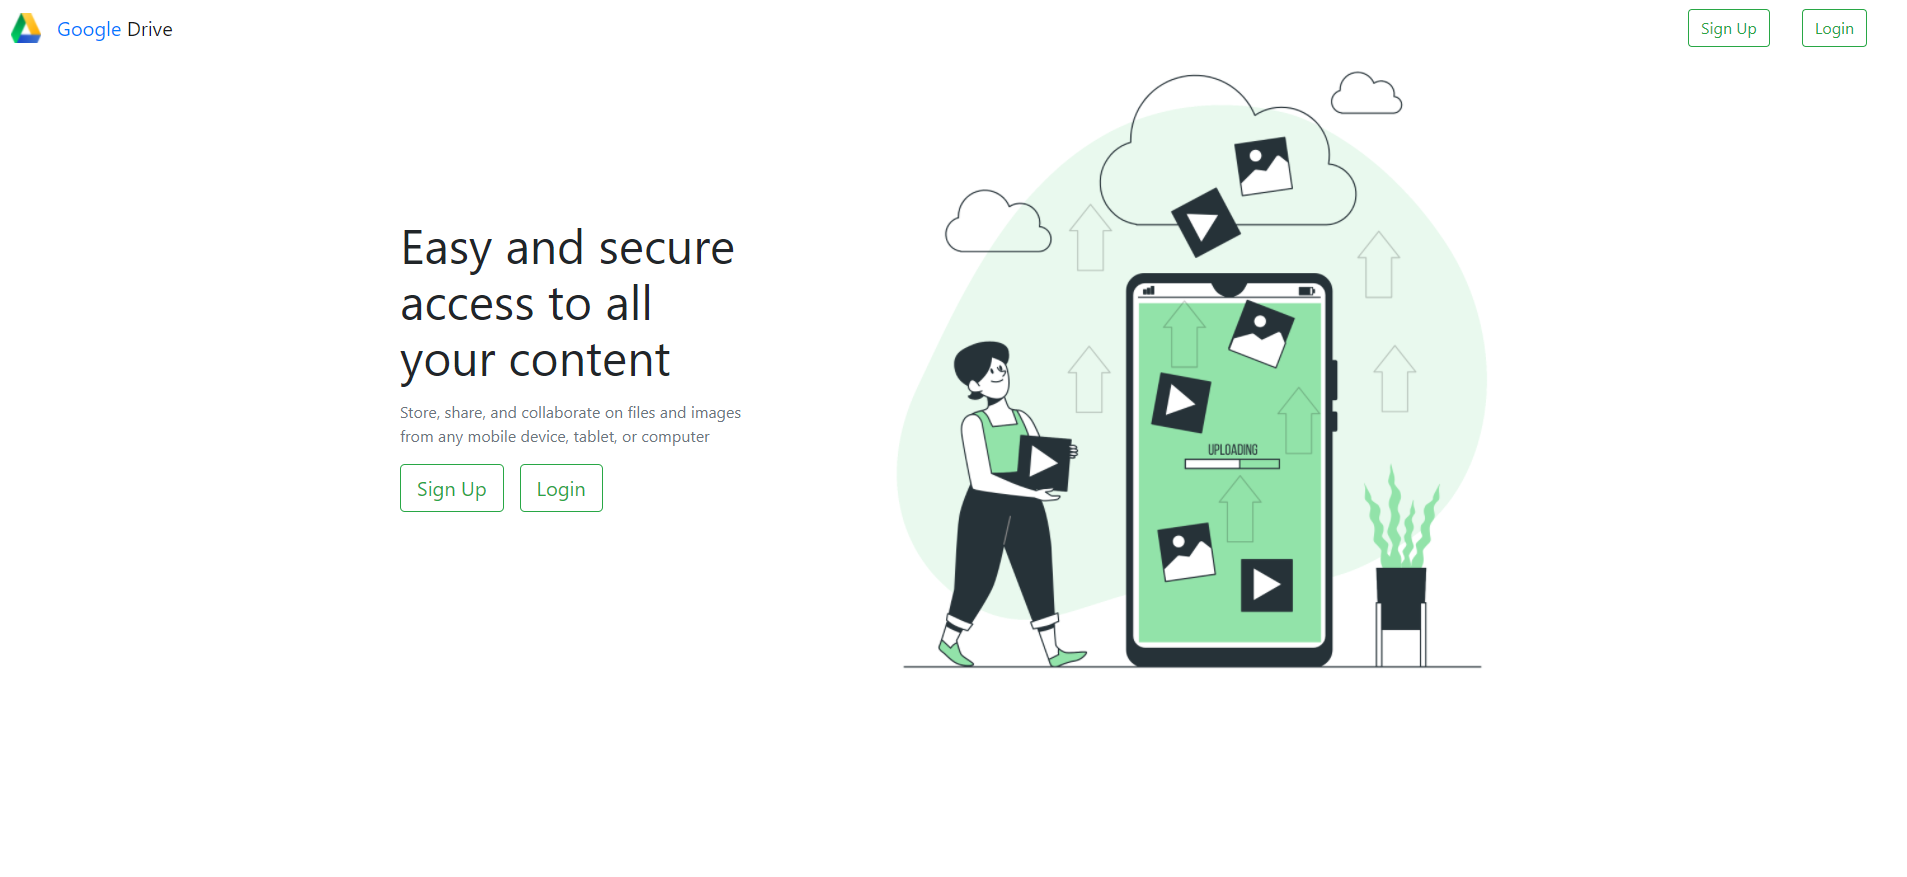 Google Drive
Sign Up
Login
Easy and secure
access to all
your content
Store, share, and collaborate on files and images
from any mobile device, tablet, or computer
Sign Up
Login
UPLOADING